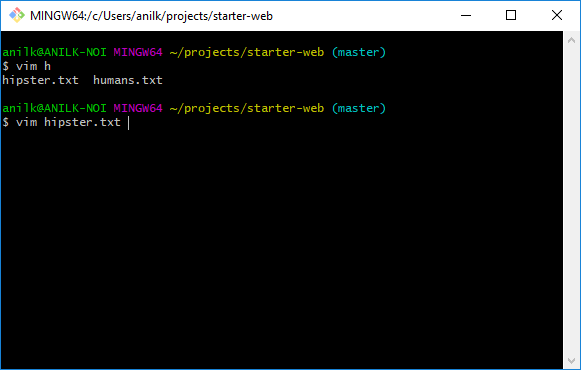 MINGW64:/c/Users/anilk/projects/starter-web
anilk@ANILK-NOI MINGW64 ~/projects/starter-web (master)
$ vim h
hipster.txt  humans.txt
anilk@ANILK-NOI MINGW64 ~/projects/starter-web (master)
$ vim hipster.txt